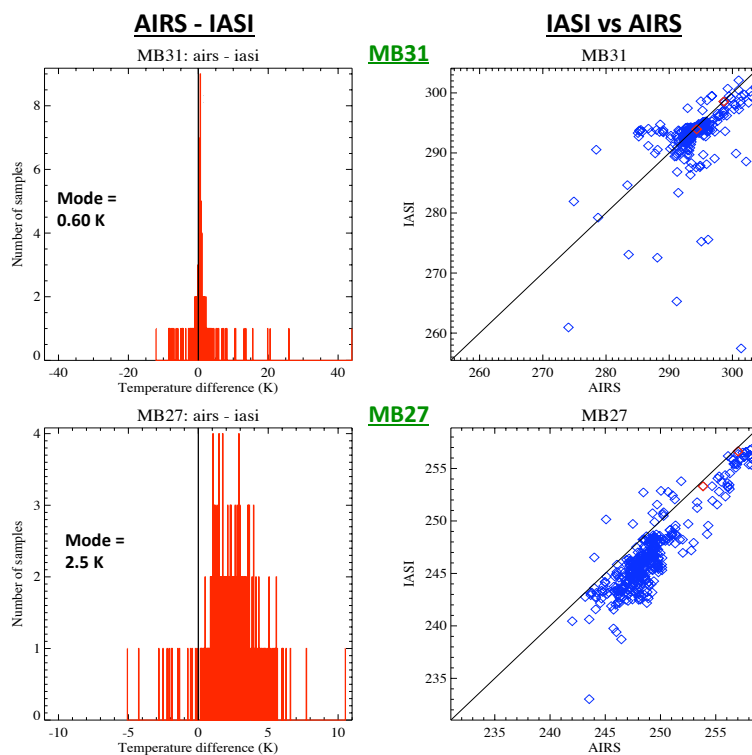 AIRS - IASI
IASI vs AIRS
MB31: airs - iasi
MB31
MB31
Number of samples
8
6
4
2
0
Mode =
0.60 K
-40
-20
0
20
40
Temperature difference (K)
IASI
300
290
280
270
260
260
270
280
290
300
AIRS
MB27: airs - iasi
MB27
MB27
Number of samples
4
3
2
1
0
Mode =
2.5 K
-10
-5
0
5
10
Temperature difference (K)
IASI
255
250
245
240
235
231
235
240
245
250
255
AIRS